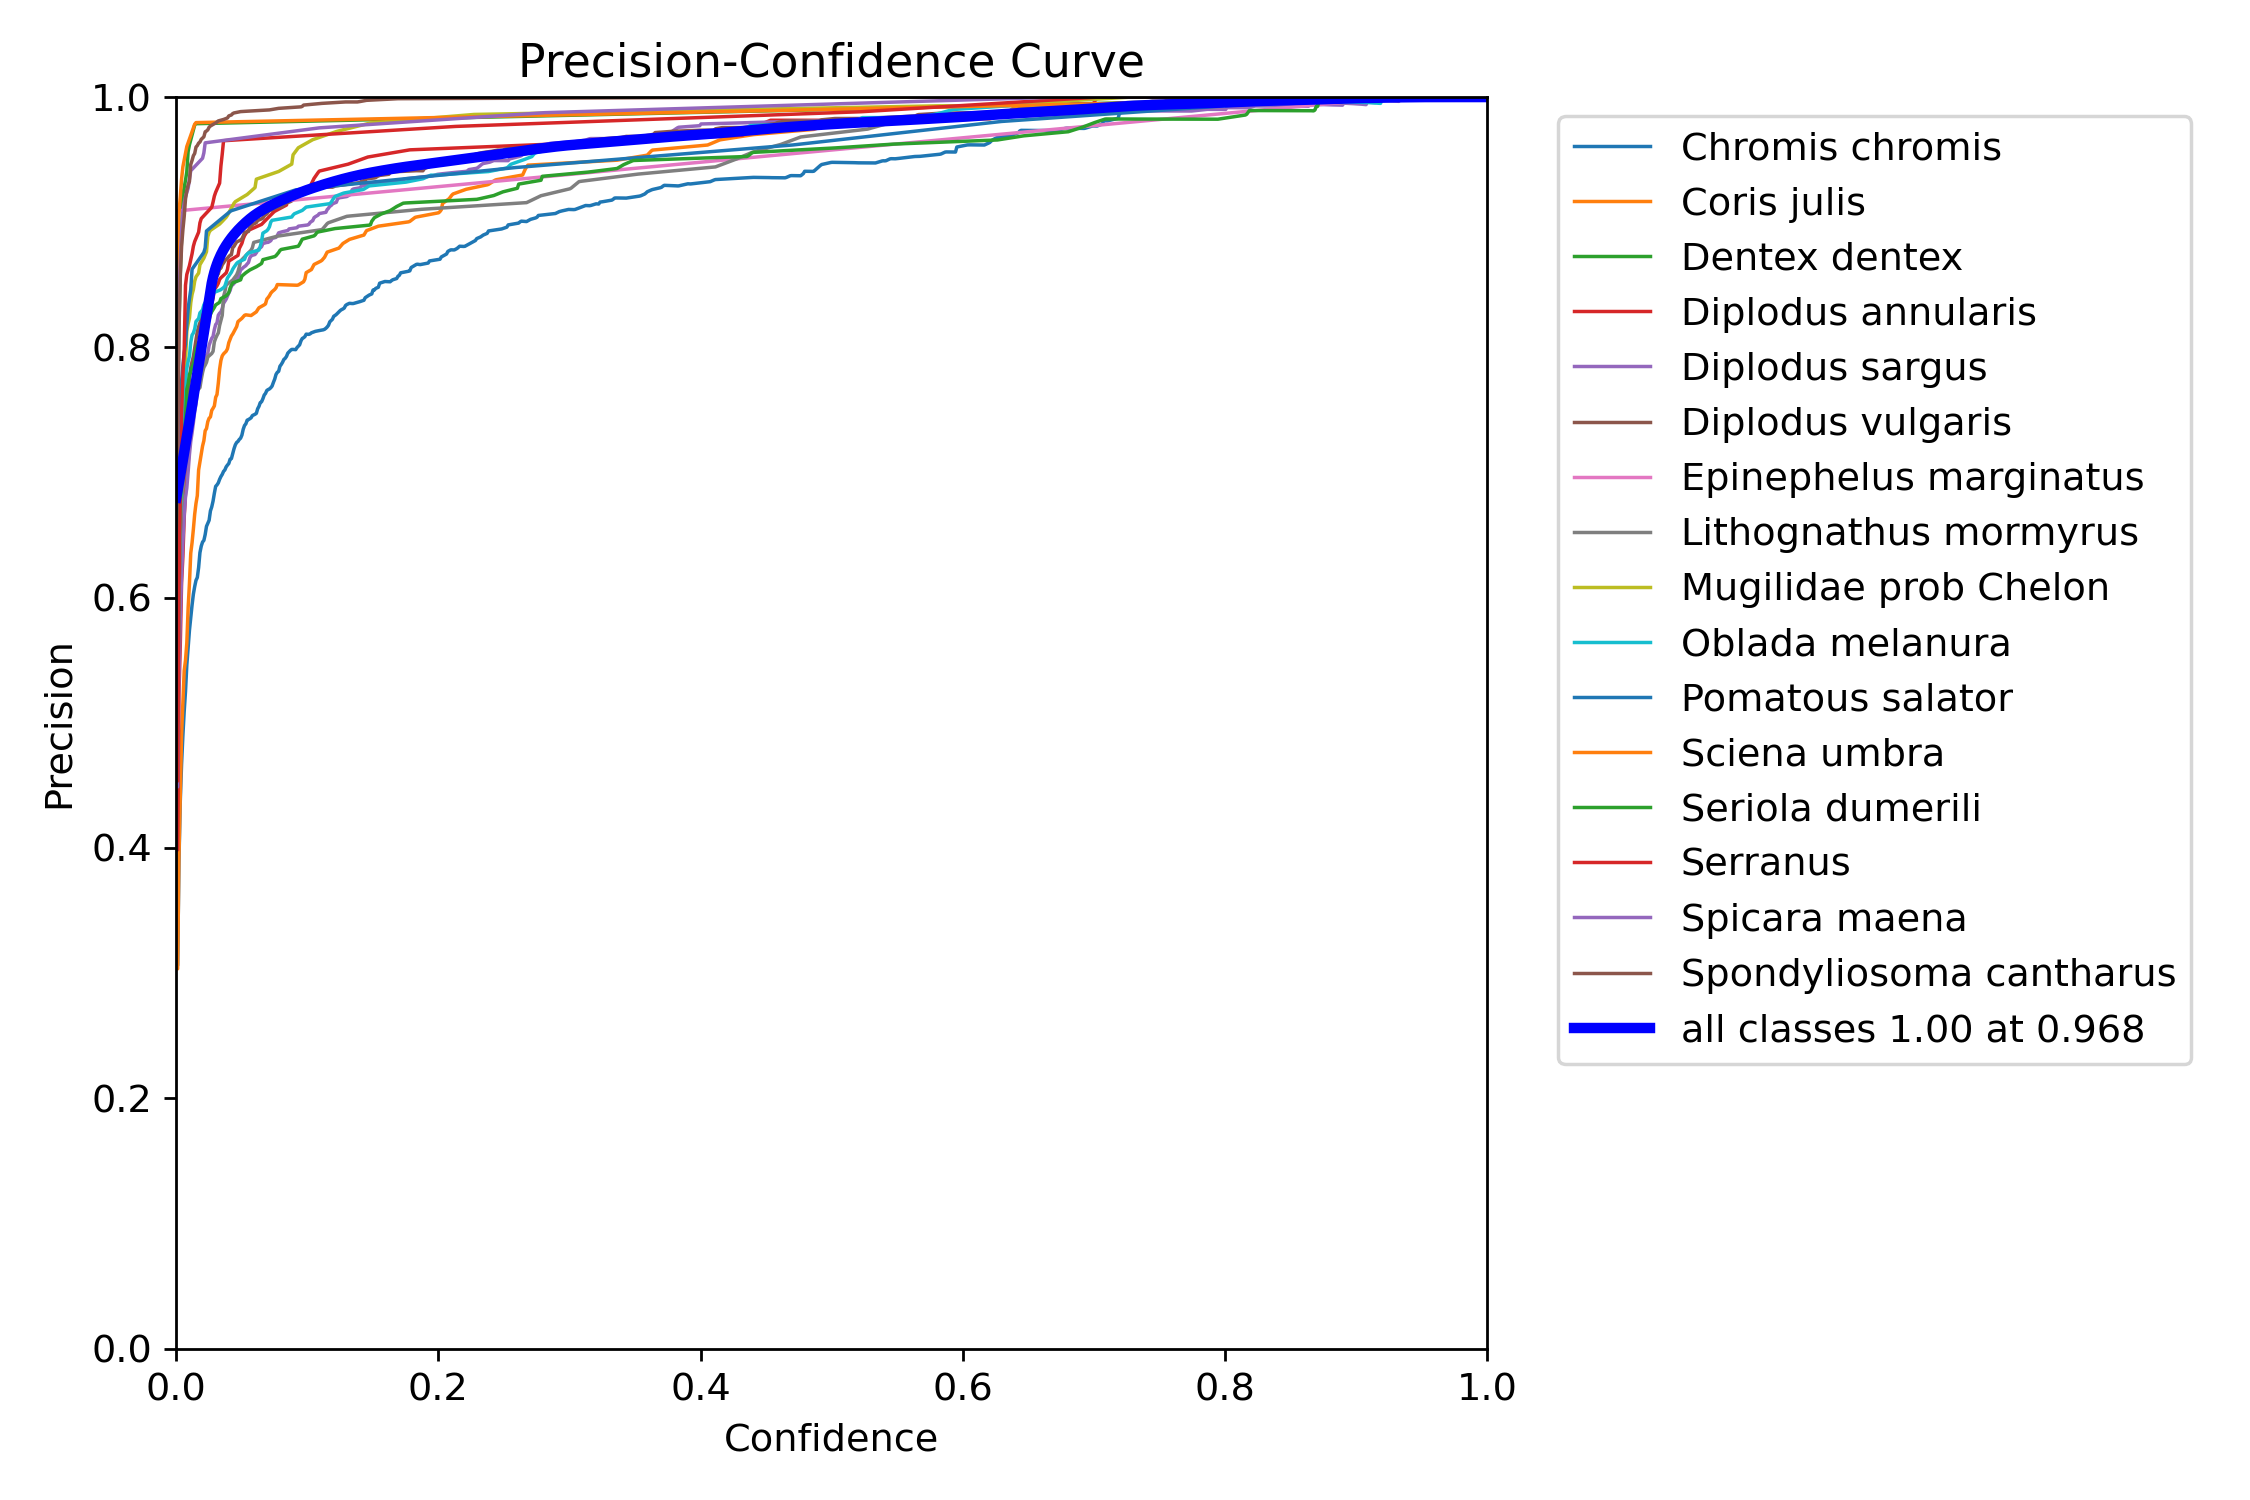 Precision-Confidence Curve
1.0
0.8
0.6
0.4
0.2
0.0
Precision
0.0 0.2 0.4 0.6 0.8 1.0
Confidence
Chromis chromis
Coris julis
Dentex dentex
Diplodus annularis
Diplodus sargus
Diplodus vulgaris
Epinephelus marginatus
Lithognathus mormyrus
Mugilidae prob Chelon
Oblada melanura
Pomatous salator
Sciena umbra
Seriola dumerili
Serranus
Spicara maena
Spondyliosoma cantharus
all classes 1.00 at 0.968